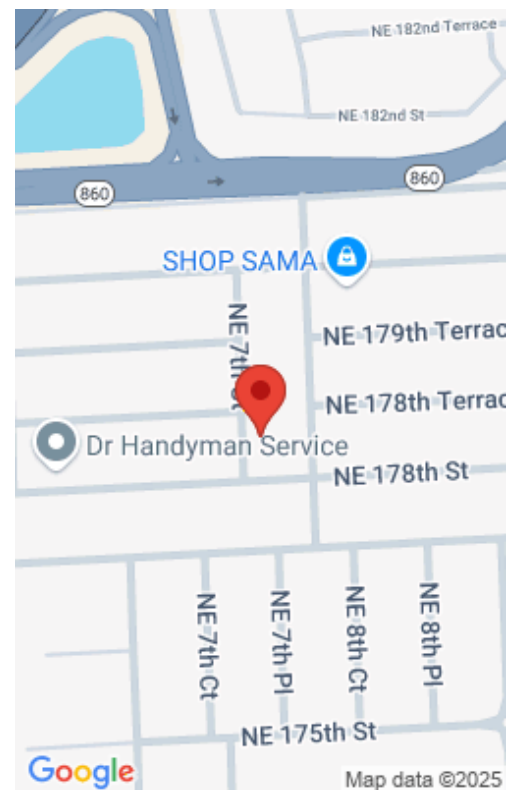 NE 182nd Terrace
NE 182nd St
860
860
SHOP SAMA
NE 179th Terrac
NE 7th Ct
NE 178th Terrac
Dr Handyman Service
NE 178th St
NE 7th Ct
NE 7th Pl
NE 8th Ct
NE 8th Pl
NE 175th St
Google
Map data ©2025